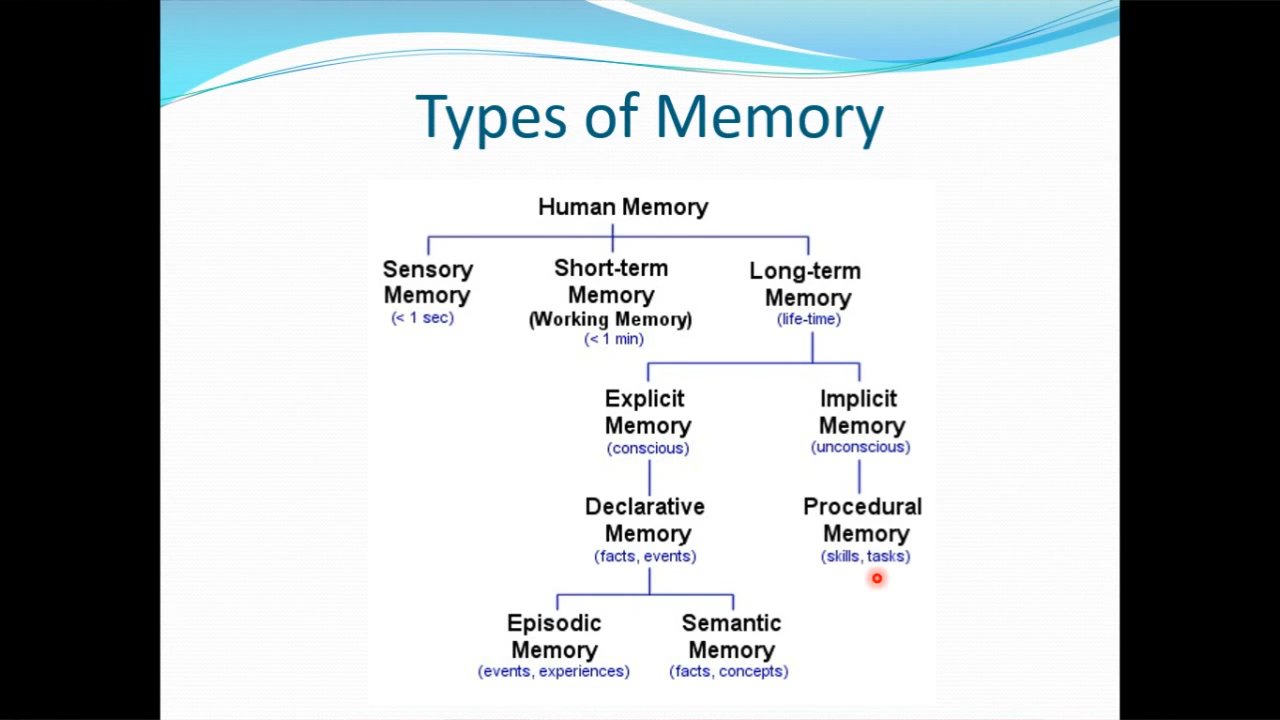 Types of Memory
Human Memory
Sensory
Memory
(< 1 sec)
Short-term
Memory
(Working Memory)
(< 1 min)
Long-term
Memory
(life-time)
Explicit
Memory
(conscious)
Implicit
Memory
(unconscious)
Declarative
Memory
(facts, events)
Procedural
Memory
(skills, tasks)
Episodic
Memory
(events, experiences)
Semantic
Memory
(facts, concepts)